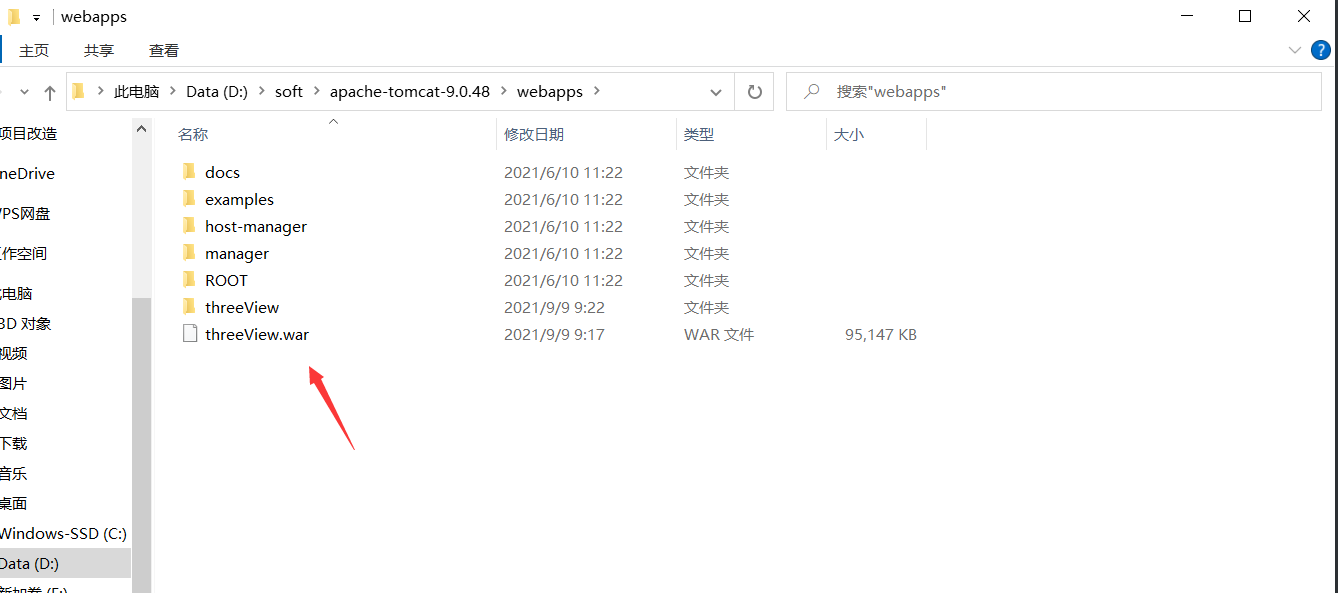 webapps
主页 共享 查看
此电脑 Data (D:) soft apache-tomcat-9.0.48 webapps 搜索"webapps"
名称 修改日期 类型 大小
docs 2021/6/10 11:22 文件夹
examples 2021/6/10 11:22 文件夹
host-manager 2021/6/10 11:22 文件夹
manager 2021/6/10 11:22 文件夹
ROOT 2021/6/10 11:22 文件夹
threeView 2021/9/9 9:22 文件夹
threeView.war 2021/9/9 9:17 WAR 文件 95,147 KB
项目改造
neDrive
PS网盘
作空间
电脑
3D 对象
视频
图片
文档
下载
音乐
桌面
Windows-SSD (C:)
Data (D:)